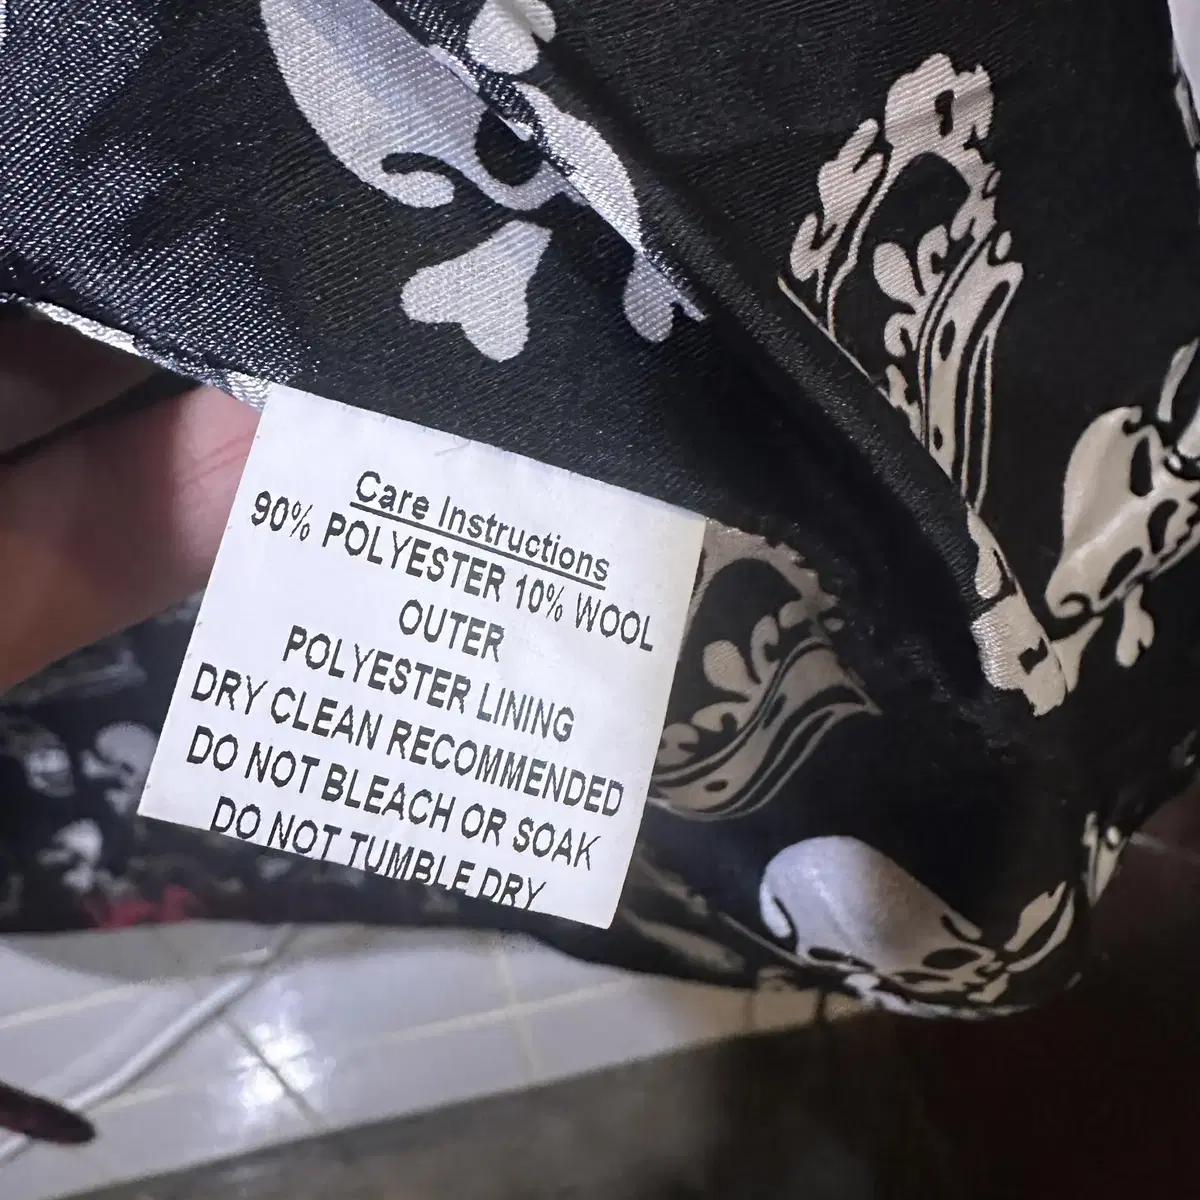 Care Instructions
90% POLYESTER 10% WOOL
OUTER
POLYESTER LINING
DRY CLEAN RECOMMENDED
DO NOT BLEACH OR SOAK
DO NOT TUMBLE DRY